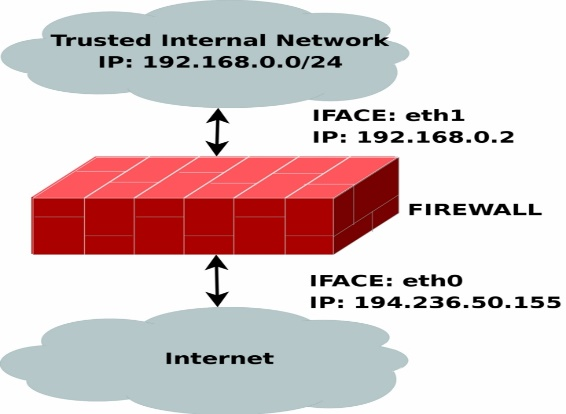 Trusted Internal Network
IP: 192.168.0.0/24
IFACE: eth1
IP: 192.168.0.2
FIREWALL
IFACE: eth0
IP: 194.236.50.155
Internet